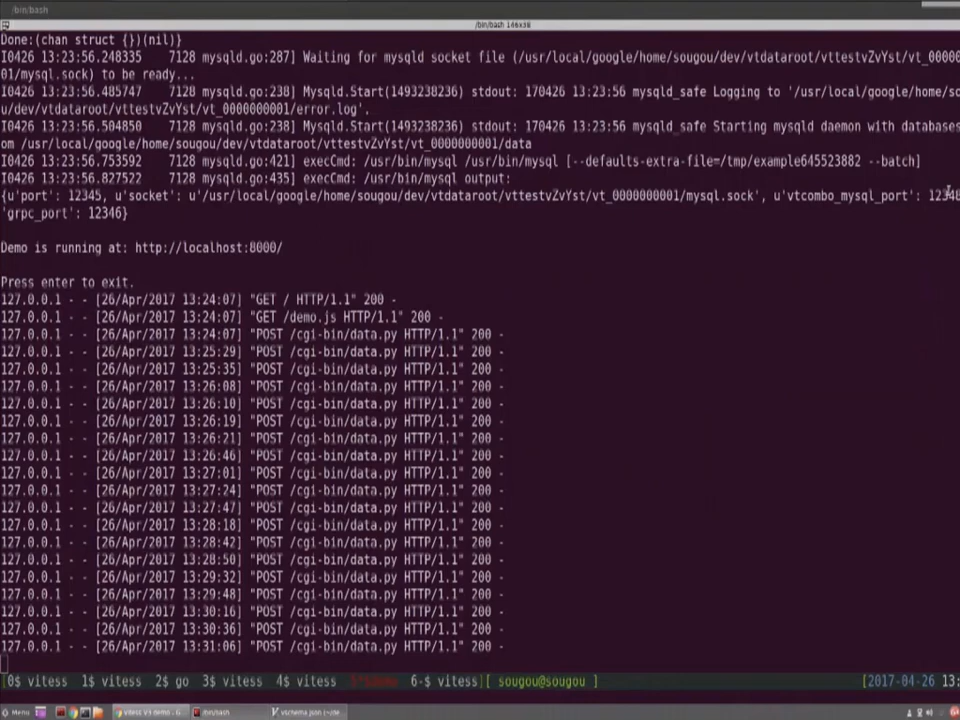 /bin/bash
/bin/bash 146x38
Done:(chan struct {})(nil)}
I0426 13:23:56.248335    7128 mysqld.go:287] Waiting for mysqld socket file (/usr/local/google/home/sougou/dev/vtdataroot/vttestvZvYst/vt_00000000
01/mysql.sock) to be ready...
I0426 13:23:56.485747    7128 mysqld.go:238] Mysqld.Start(1493238236) stdout: 170426 13:23:56 mysqld_safe Logging to '/usr/local/google/home/so
u/dev/vtdataroot/vttestvZvYst/vt_0000000001/error.log'.
I0426 13:23:56.504850    7128 mysqld.go:238] Mysqld.Start(1493238236) stdout: 170426 13:23:56 mysqld_safe Starting mysqld daemon with databases
om /usr/local/google/home/sougou/dev/vtdataroot/vttestvZvYst/vt_0000000001/data
I0426 13:23:56.753592    7128 mysqld.go:421] execCmd: /usr/bin/mysql /usr/bin/mysql [--defaults-extra-file=/tmp/example645523882 --batch]
I0426 13:23:56.827522    7128 mysqld.go:435] execCmd: /usr/bin/mysql output:
{u'port': 12345, u'socket': u'/usr/local/google/home/sougou/dev/vtdataroot/vttestvZvYst/vt_0000000001/mysql.sock', u'vtcombo_mysql_port': 12348
'grpc_port': 12346}
Demo is running at: http://localhost:8000/
Press enter to exit.
127.0.0.1 - - [26/Apr/2017 13:24:07] "GET / HTTP/1.1" 200 -
127.0.0.1 - - [26/Apr/2017 13:24:07] "GET /demo.js HTTP/1.1" 200 -
127.0.0.1 - - [26/Apr/2017 13:24:07] "POST /cgi-bin/data.py HTTP/1.1" 200 -
127.0.0.1 - - [26/Apr/2017 13:25:29] "POST /cgi-bin/data.py HTTP/1.1" 200 -
127.0.0.1 - - [26/Apr/2017 13:25:35] "POST /cgi-bin/data.py HTTP/1.1" 200 -
127.0.0.1 - - [26/Apr/2017 13:26:08] "POST /cgi-bin/data.py HTTP/1.1" 200 -
127.0.0.1 - - [26/Apr/2017 13:26:10] "POST /cgi-bin/data.py HTTP/1.1" 200 -
127.0.0.1 - - [26/Apr/2017 13:26:19] "POST /cgi-bin/data.py HTTP/1.1" 200 -
127.0.0.1 - - [26/Apr/2017 13:26:21] "POST /cgi-bin/data.py HTTP/1.1" 200 -
127.0.0.1 - - [26/Apr/2017 13:26:46] "POST /cgi-bin/data.py HTTP/1.1" 200 -
127.0.0.1 - - [26/Apr/2017 13:27:01] "POST /cgi-bin/data.py HTTP/1.1" 200 -
127.0.0.1 - - [26/Apr/2017 13:27:24] "POST /cgi-bin/data.py HTTP/1.1" 200 -
127.0.0.1 - - [26/Apr/2017 13:27:47] "POST /cgi-bin/data.py HTTP/1.1" 200 -
127.0.0.1 - - [26/Apr/2017 13:28:18] "POST /cgi-bin/data.py HTTP/1.1" 200 -
127.0.0.1 - - [26/Apr/2017 13:28:42] "POST /cgi-bin/data.py HTTP/1.1" 200 -
127.0.0.1 - - [26/Apr/2017 13:28:50] "POST /cgi-bin/data.py HTTP/1.1" 200 -
127.0.0.1 - - [26/Apr/2017 13:29:32] "POST /cgi-bin/data.py HTTP/1.1" 200 -
127.0.0.1 - - [26/Apr/2017 13:29:48] "POST /cgi-bin/data.py HTTP/1.1" 200 -
127.0.0.1 - - [26/Apr/2017 13:30:16] "POST /cgi-bin/data.py HTTP/1.1" 200 -
127.0.0.1 - - [26/Apr/2017 13:30:36] "POST /cgi-bin/data.py HTTP/1.1" 200 -
127.0.0.1 - - [26/Apr/2017 13:31:06] "POST /cgi-bin/data.py HTTP/1.1" 200 -
[0$ vitess  1$ vitess  2$ go  3$ vitess  4$ vitess  6-$ vitess][ sougou@sougou ] [2017-04-26 13:
Menu Vitess V3 demo - G /bin/bash vschema.json (~/de